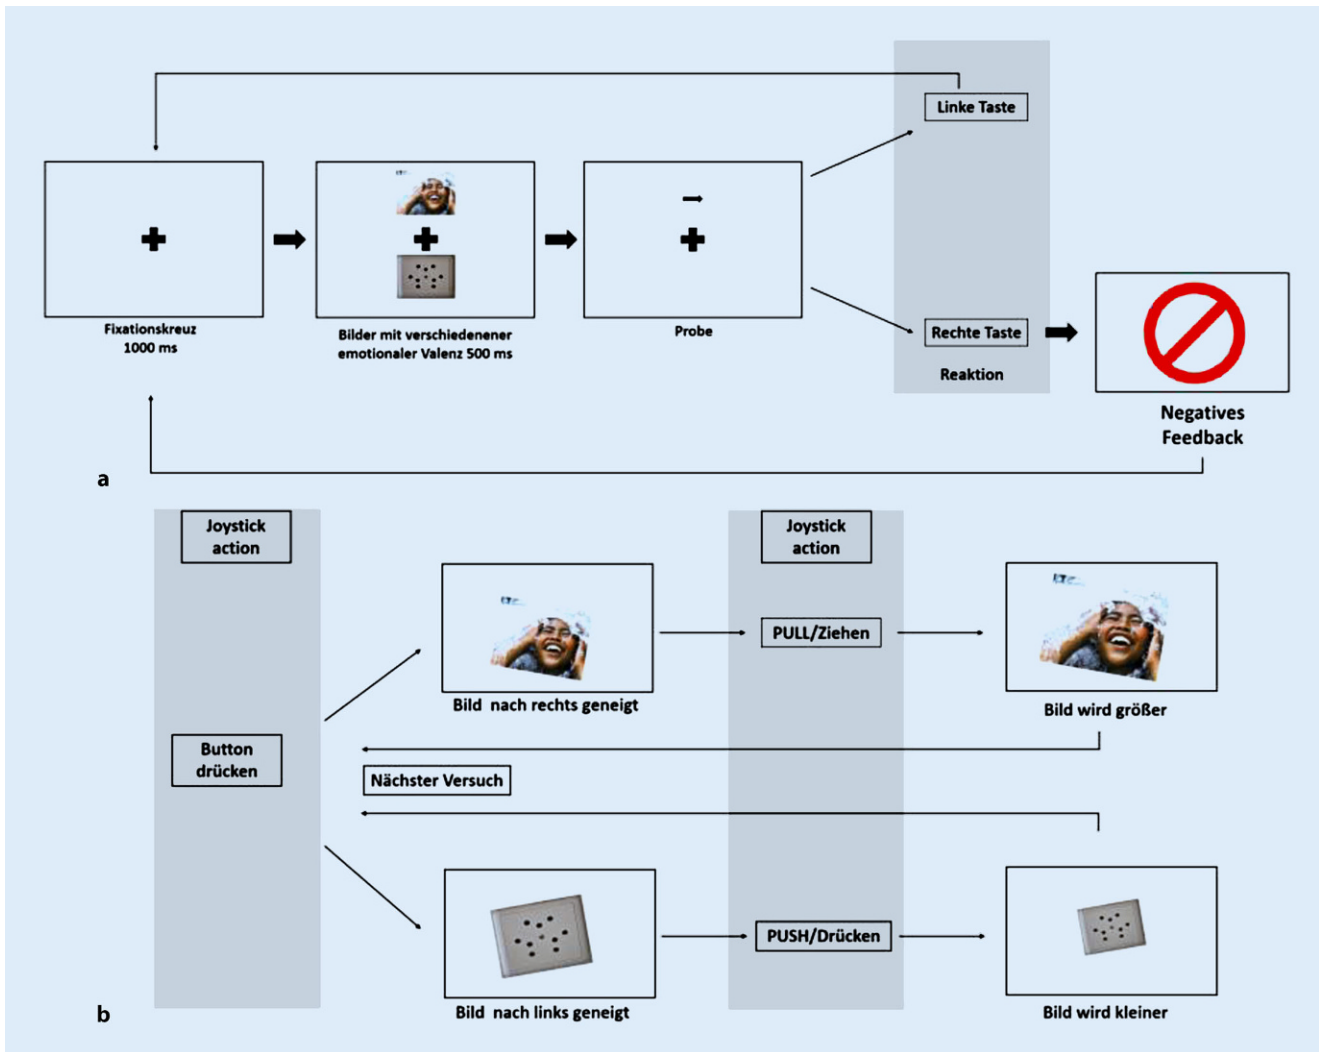 Linke Taste
Fixationskreuz
1000 ms
Bilder mit verschiedenener
emotionaler Valenz 500 ms
Probe
Rechte Taste
Reaktion
Negatives
Feedback
a
Joystick
action
Button
drücken
Bild nach rechts geneigt
Joystick
action
PULL/Ziehen
Bild wird größer
Nächster Versuch
Bild nach links geneigt
PUSH/Drücken
Bild wird kleiner
b